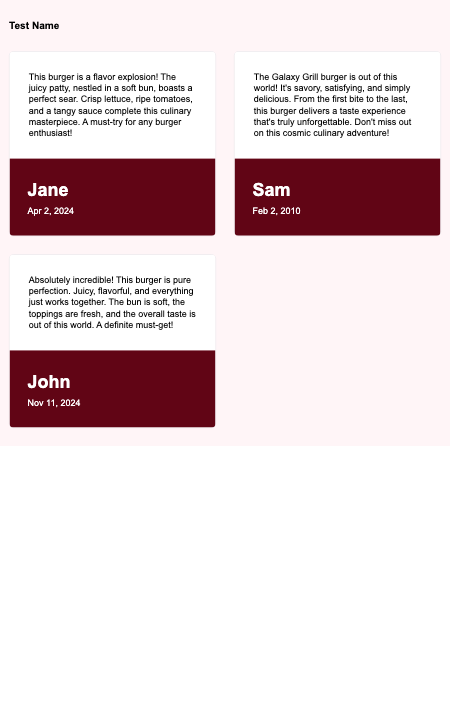 Test Name
This burger is a flavor explosion! The
juicy patty, nestled in a soft bun, boasts a
perfect sear. Crisp lettuce, ripe tomatoes,
and a tangy sauce complete this culinary
masterpiece. A must-try for any burger
enthusiast!
Jane
Apr 2, 2024
The Galaxy Grill burger is out of this
world! It's savory, satisfying, and simply
delicious. From the first bite to the last,
this burger delivers a taste experience
that's truly unforgettable. Don't miss out
on this cosmic culinary adventure!
Sam
Feb 2, 2010
Absolutely incredible! This burger is pure
perfection. Juicy, flavorful, and everything
just works together. The bun is soft, the
toppings are fresh, and the overall taste is
out of this world. A definite must-get!
John
Nov 11, 2024